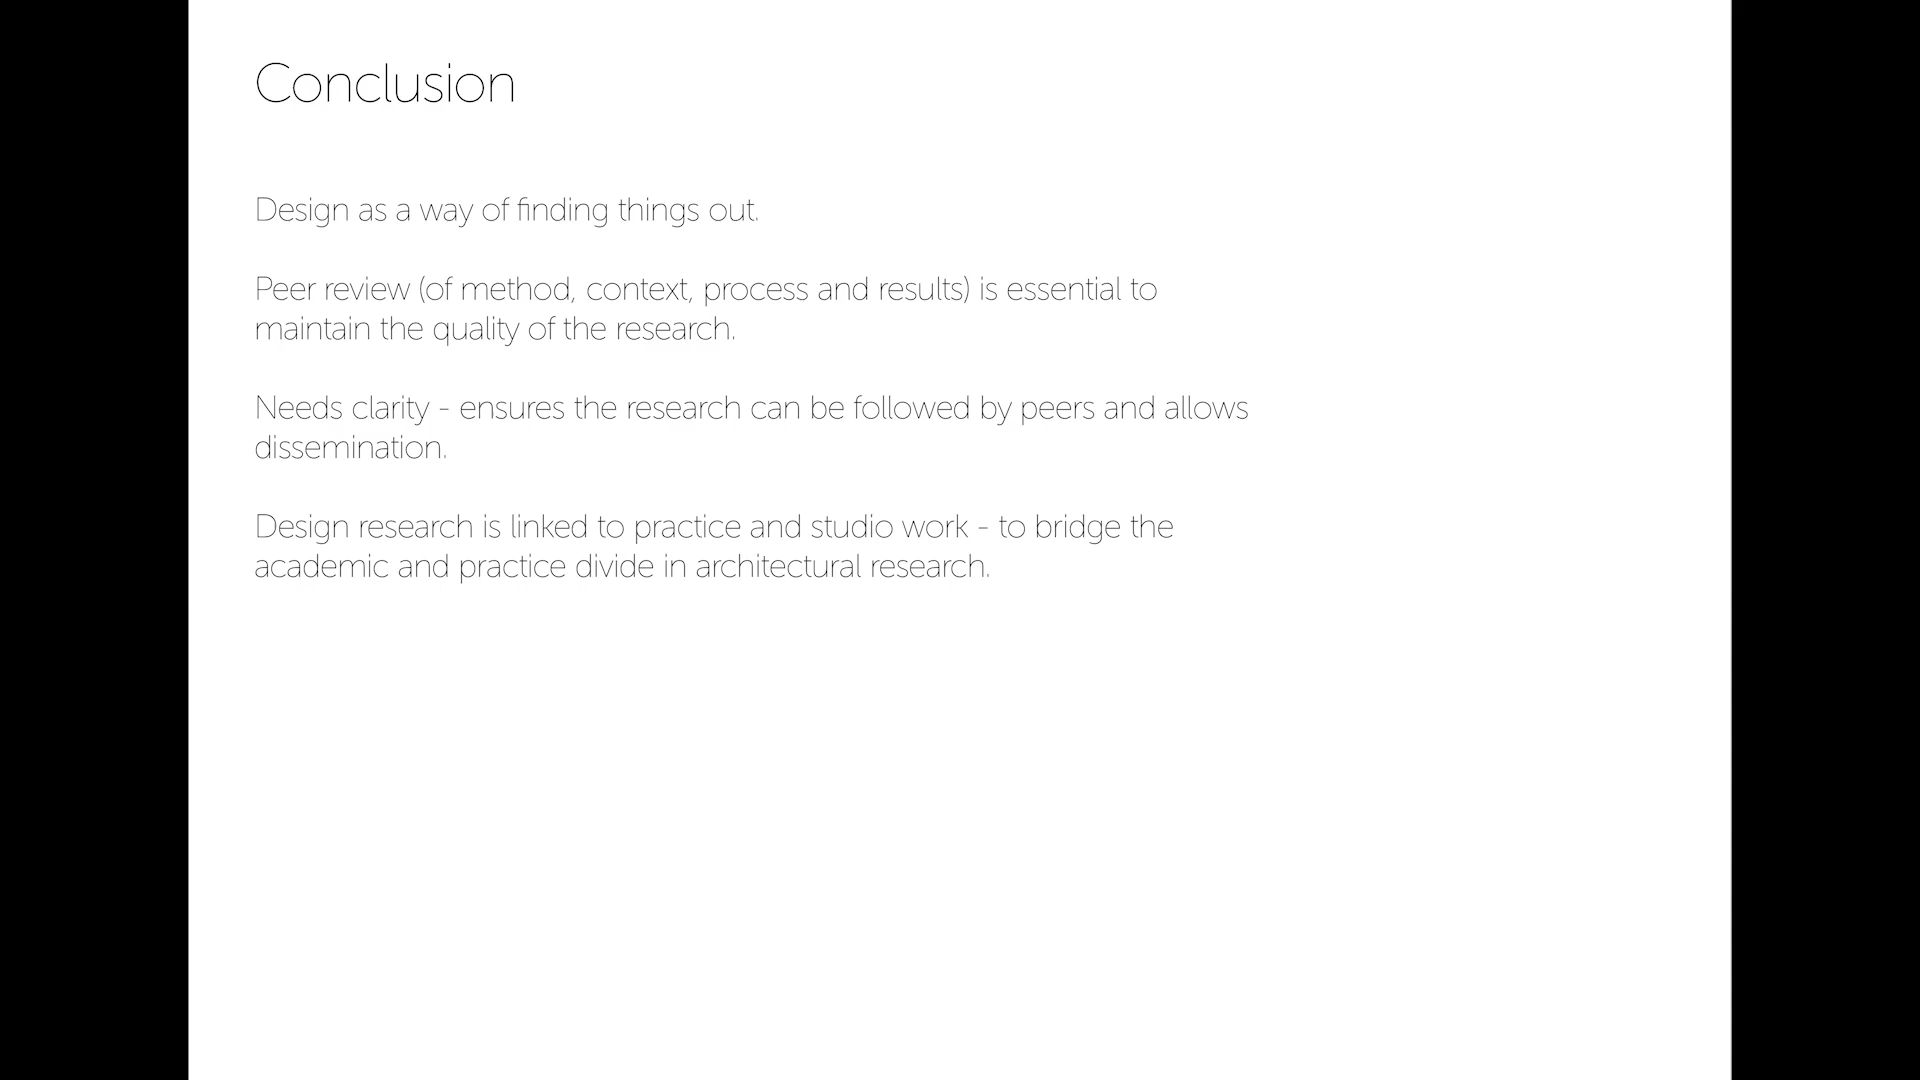 Conclusion
Design as a way of finding things out.
Peer review (of method, context, process and results) is essential to
maintain the quality of the research.
Needs clarity - ensures the research can be followed by peers and allows
dissemination.
Design research is linked to practice and studio work - to bridge the
academic and practice divide in architectural research.